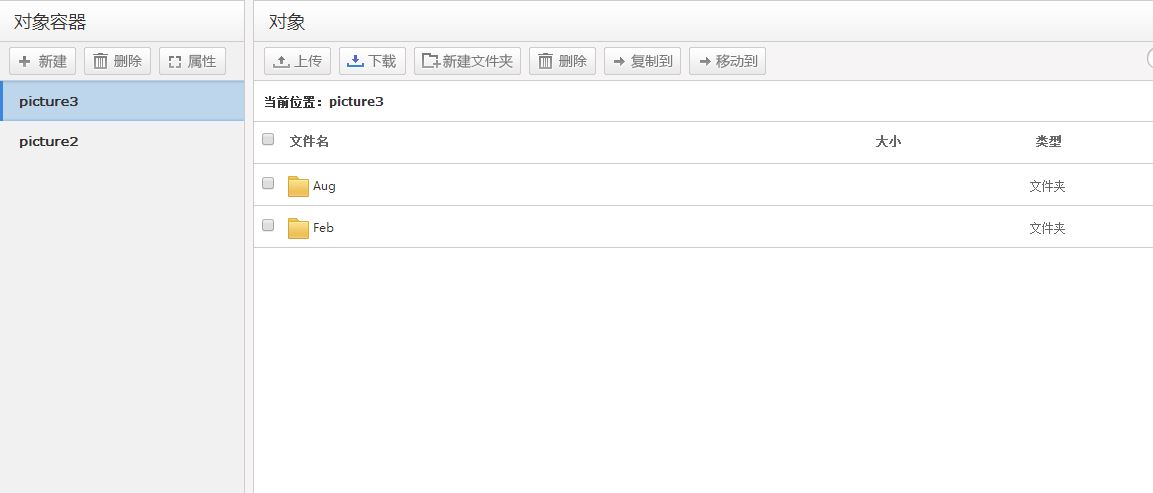 对象容器
新建 删除 属性
picture3
picture2
对象
上传 下载 新建文件夹 删除 复制到 移动到
当前位置：picture3
文件名 大小 类型
Aug 文件夹
Feb 文件夹